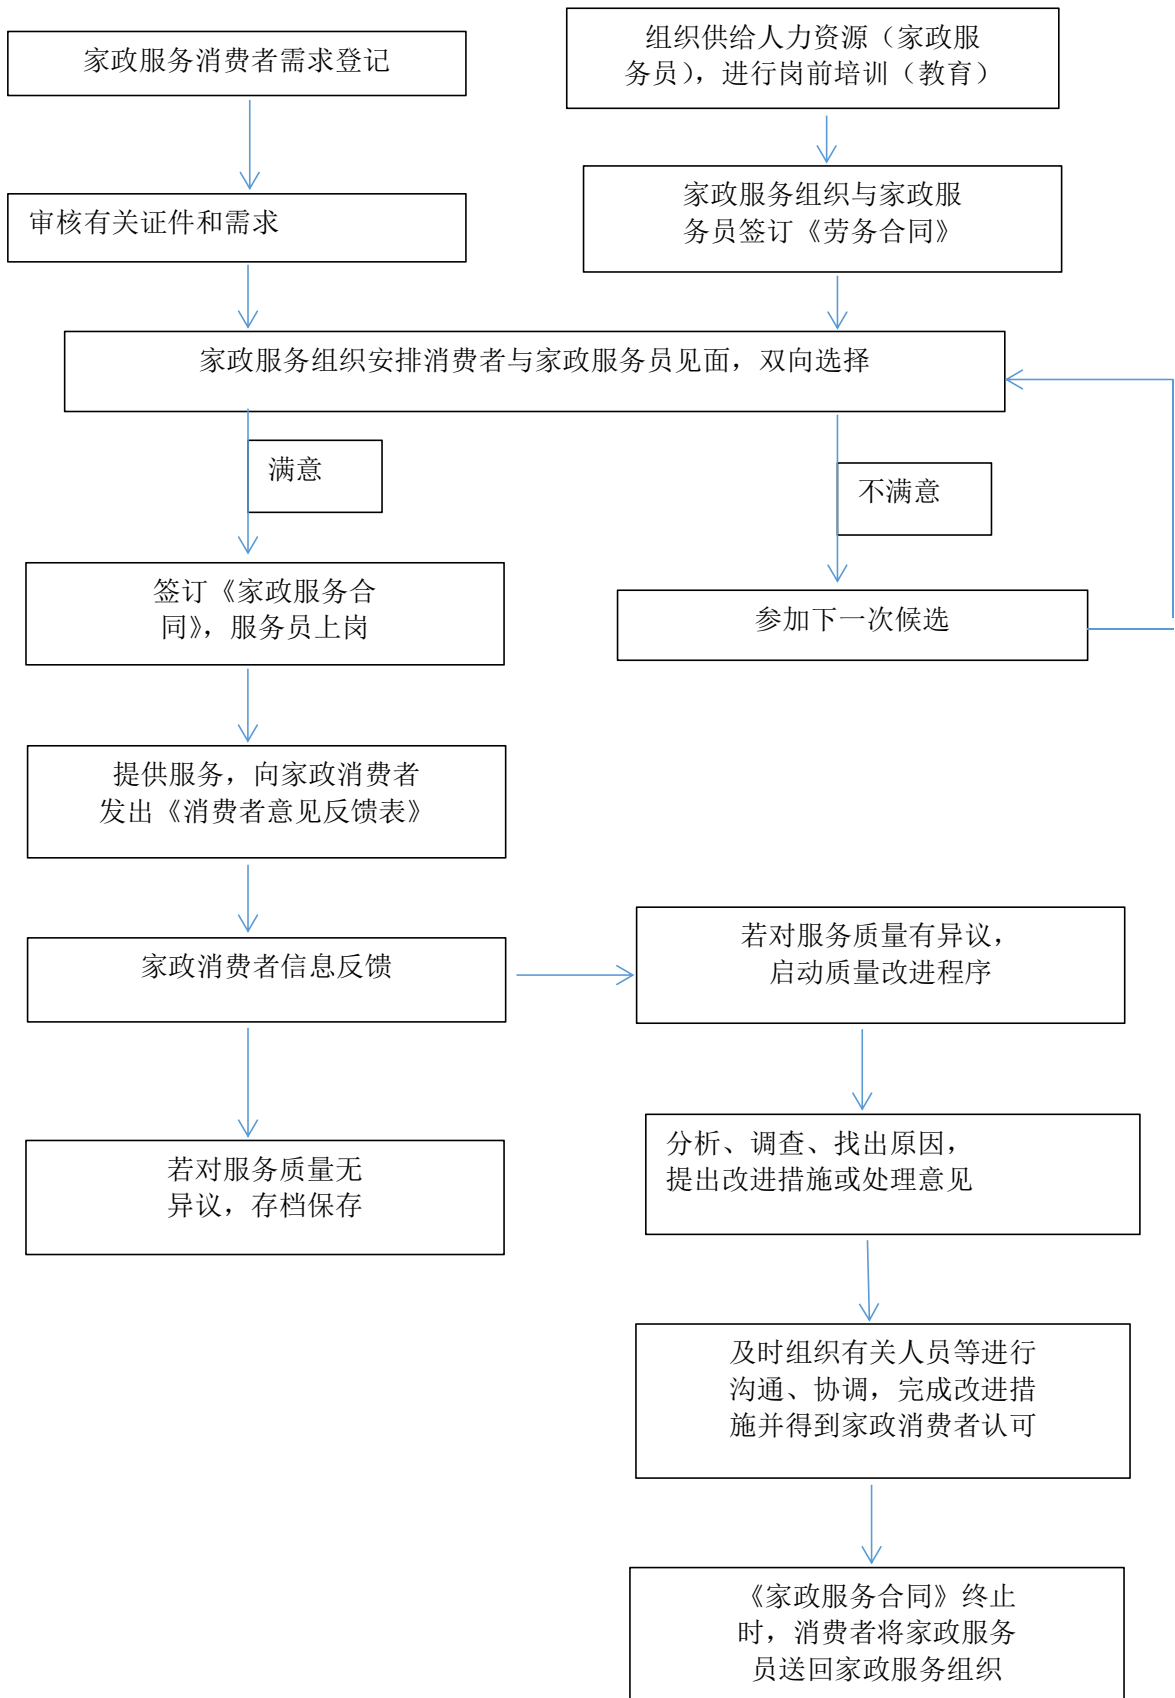 家政服务消费者需求登记
组织供给人力资源（家政服
务员），进行岗前培训（教育）
审核有关证件和需求
家政服务组织与家政服
务员签订《劳务合同》
家政服务组织安排消费者与家政服务员见面，双向选择
满意
不满意
签订《家政服务合
同》，服务员上岗
参加下一次候选
提供服务，向家政消费者
发出《消费者意见反馈表》
家政消费者信息反馈
若对服务质量有异议，
启动质量改进程序
若对服务质量无
异议，存档保存
分析、调查、找出原因，
提出改进措施或处理意见
及时组织有关人员等进行
沟通、协调，完成改进措
施并得到家政消费者认可
《家政服务合同》终止
时，消费者将家政服务
员送回家政服务组织